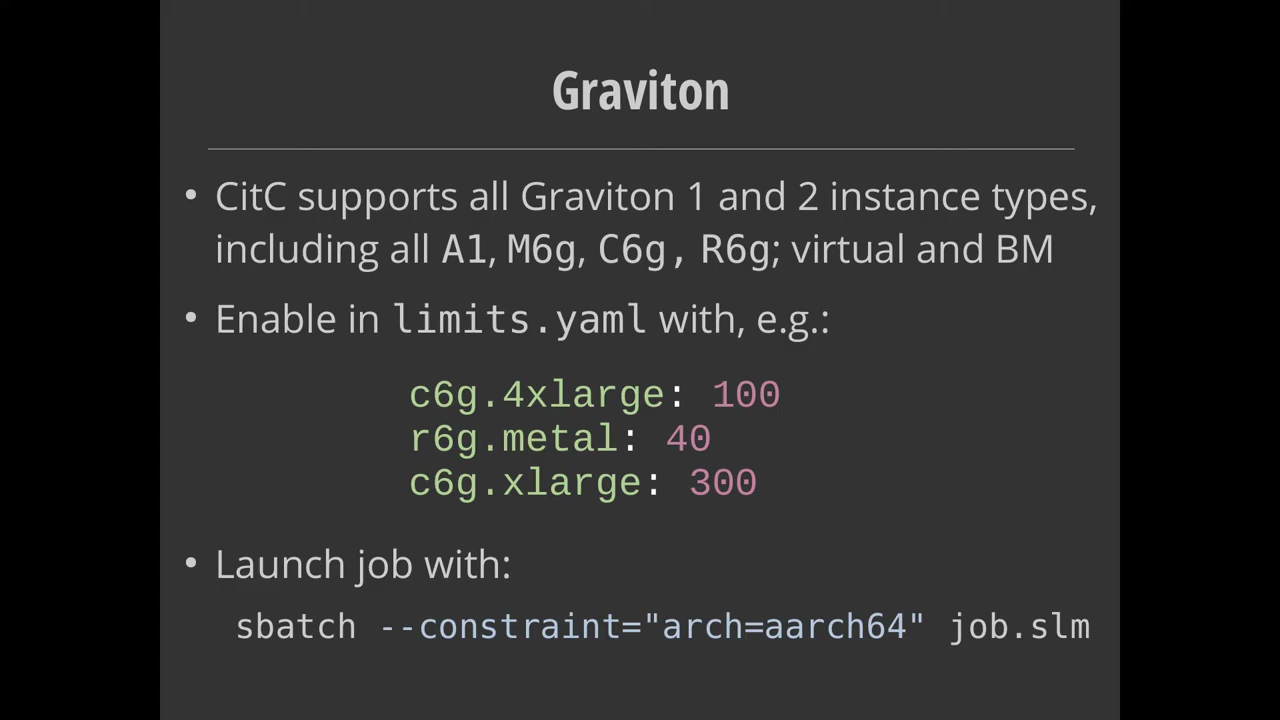 Graviton
• CitC supports all Graviton 1 and 2 instance types,
including all A1, M6g, C6g, R6g; virtual and BM
• Enable in limits.yaml with, e.g.:
c6g.4xlarge: 100
r6g.metal: 40
c6g.xlarge: 300
• Launch job with:
sbatch --constraint="arch=aarch64" job.slm